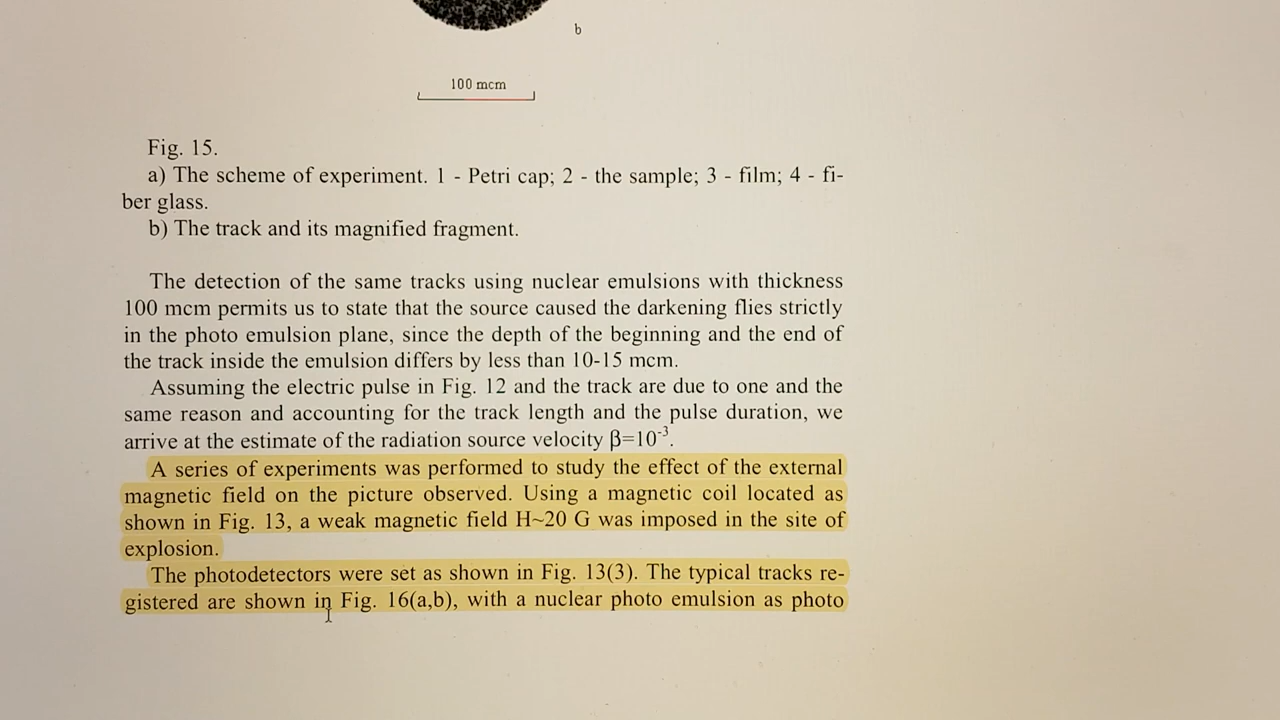 b
100 mcm
Fig. 15.
a) The scheme of experiment. 1 - Petri cap; 2 - the sample; 3 - film; 4 - fi-
ber glass.
b) The track and its magnified fragment.
The detection of the same tracks using nuclear emulsions with thickness
100 mcm permits us to state that the source caused the darkening flies strictly
in the photo emulsion plane, since the depth of the beginning and the end of
the track inside the emulsion differs by less than 10-15 mcm.
Assuming the electric pulse in Fig. 12 and the track are due to one and the
same reason and accounting for the track length and the pulse duration, we
arrive at the estimate of the radiation source velocity β=10⁻³.
A series of experiments was performed to study the effect of the external
magnetic field on the picture observed. Using a magnetic coil located as
shown in Fig. 13, a weak magnetic field H~20 G was imposed in the site of
explosion.
The photodetectors were set as shown in Fig. 13(3). The typical tracks re-
gistered are shown in Fig. 16(a,b), with a nuclear photo emulsion as photo